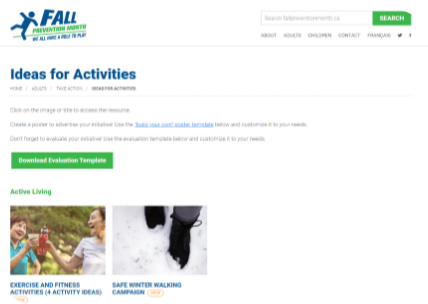 FALL
PREVENTION MONTH
WE ALL HAVE A ROLE TO PLAY
Search fallpreventionmonth.ca
SEARCH
ABOUT ADULTS CHILDREN CONTACT FRANÇAIS
Ideas for Activities
HOME / ADULTS / TAKE ACTION / IDEAS FOR ACTIVITIES
Click on the image or title to access the resource.
Create a poster to advertise your initiative! Use the "build your own" poster template below and customize it to your needs.
Don't forget to evaluate your initiative! Use the evaluation template below and customize it to your needs.
Download Evaluation Template
Active Living
EXERCISE AND FITNESS
ACTIVITIES (4 ACTIVITY IDEAS)
SAFE WINTER WALKING
CAMPAIGN